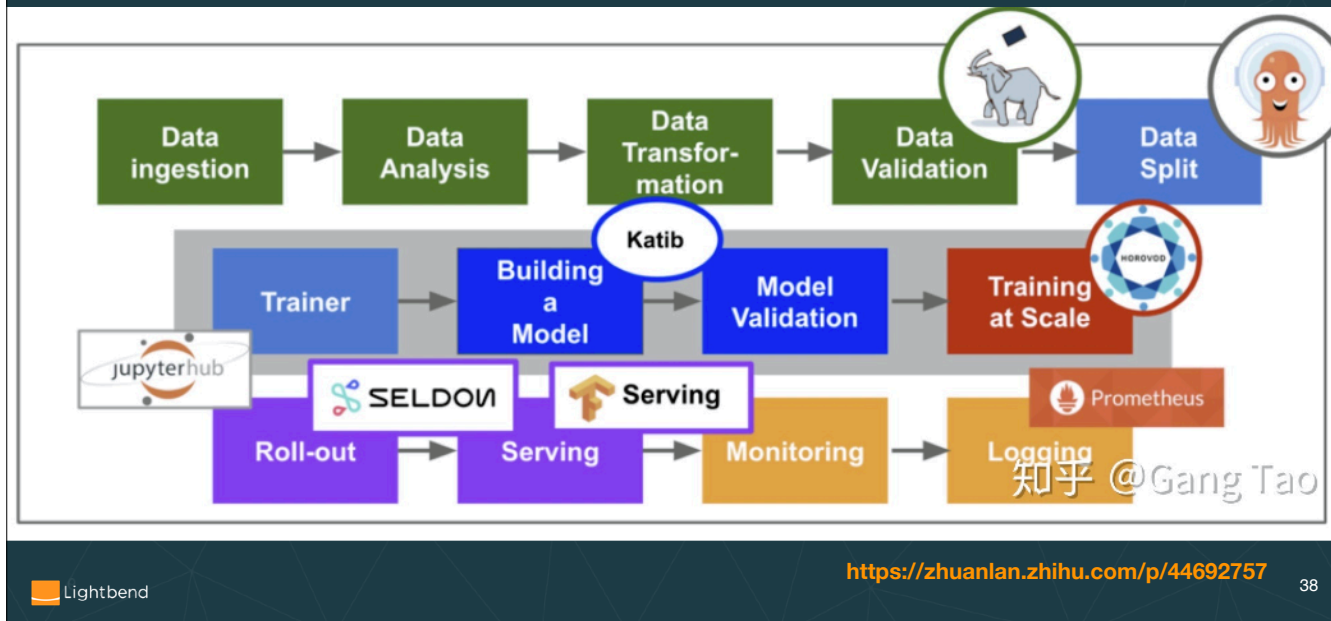 Data
ingestion
Data
Analysis
Data
Transfor-
mation
Data
Validation
Data
Split
Katib
Trainer
Building
a
Model
Model
Validation
Training
at Scale
HOROVOD
jupyterhub
SELDON
Serving
Prometheus
Roll-out
Serving
Monitoring
Logging
知乎 @Gang Tao
https://zhuanlan.zhihu.com/p/44692757
Lightbend
38